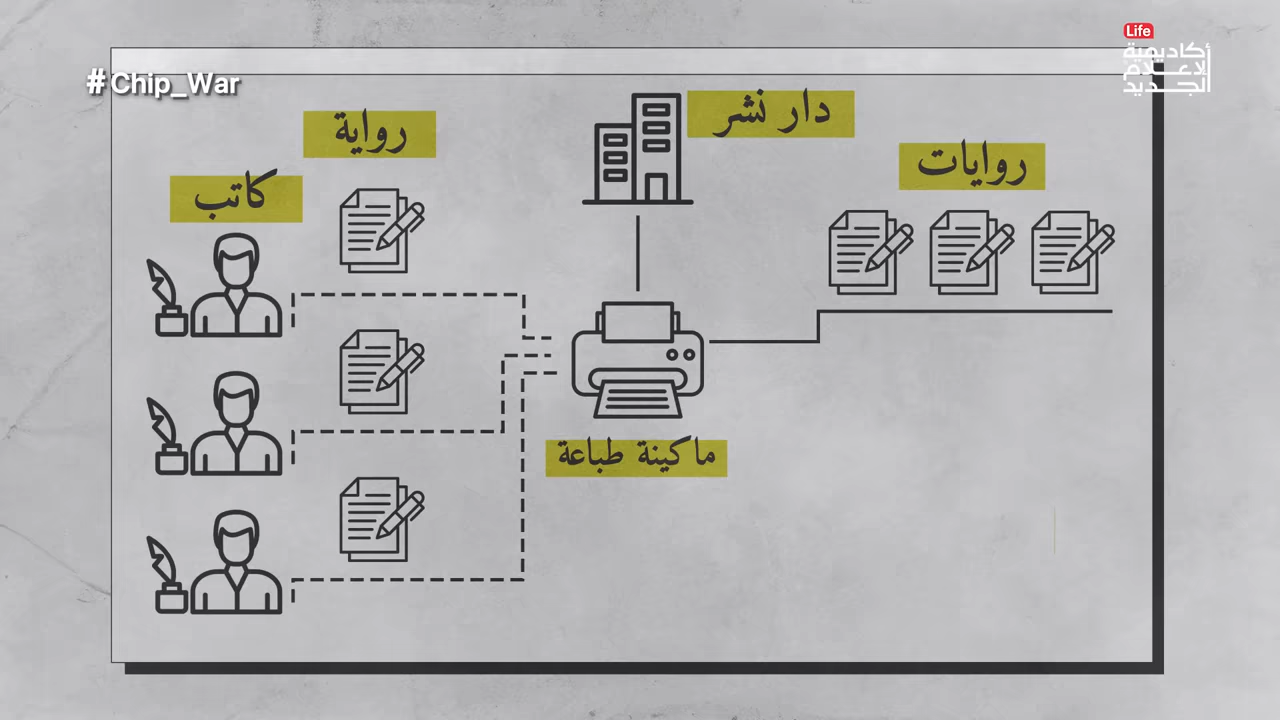 #Chip_War
Life
أكاديمية
الإعلام
الجديد
دار نشر
رواية
روايات
كاتب
ماكينة طباعة